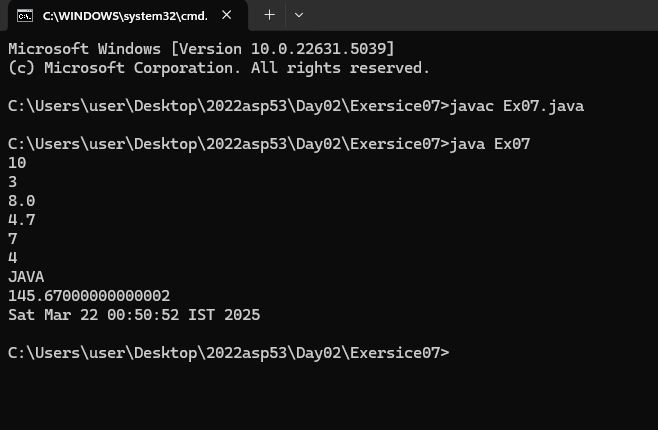 C:\WINDOWS\system32\cmd.
Microsoft Windows [Version 10.0.22631.5039]
(c) Microsoft Corporation. All rights reserved.
C:\Users\user\Desktop\2022asp53\Day02\Exersice07>javac Ex07.java
C:\Users\user\Desktop\2022asp53\Day02\Exersice07>java Ex07
10
3
8.0
4.7
7
4
JAVA
145.67000000000002
Sat Mar 22 00:50:52 IST 2025
C:\Users\user\Desktop\2022asp53\Day02\Exersice07>